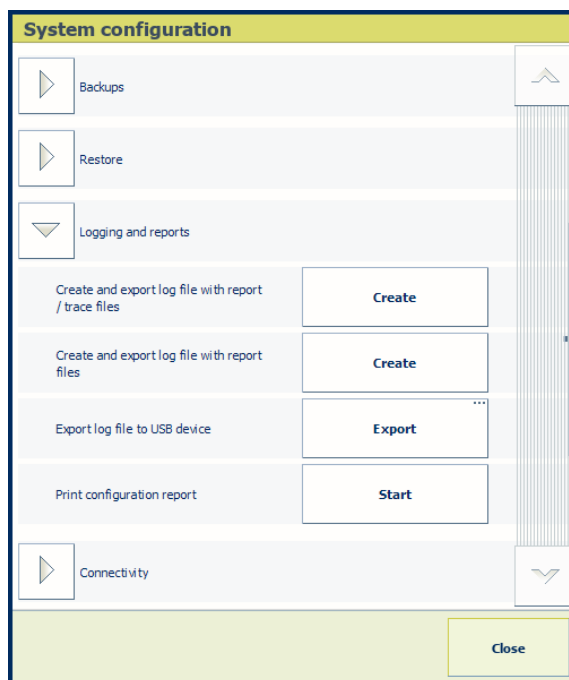 System configuration
Backups
Restore
Logging and reports
Create and export log file with report
/ trace files
Create
Create and export log file with report
files
Create
Export log file to USB device
...
Export
Print configuration report
Start
Connectivity
Close